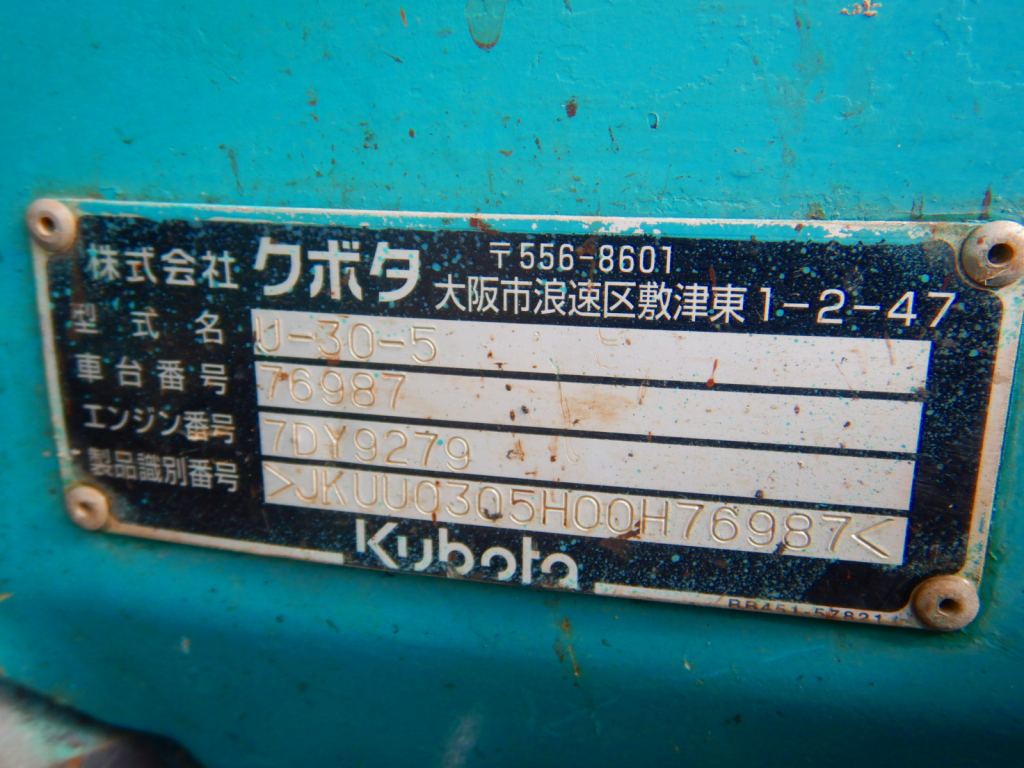 株式会社 クボタ 〒556-8601
大阪市浪速区敷津東1-2-47
型式名 U-30-5
車台番号 76987
エンジン番号 7DY9279
製品識別番号 >JKUU0305H00H76987<
Kubota